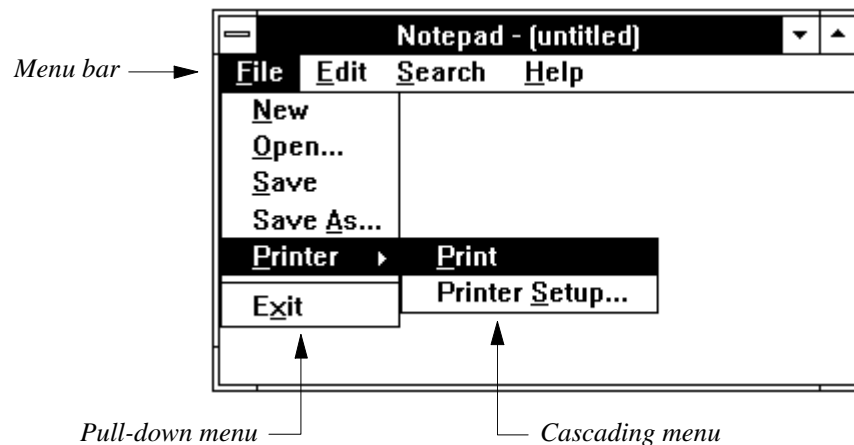 Notepad - (untitled)
Menu bar
File Edit Search Help
New
Open...
Save
Save As...
Printer Print
Printer Setup...
Exit
Pull-down menu Cascading menu